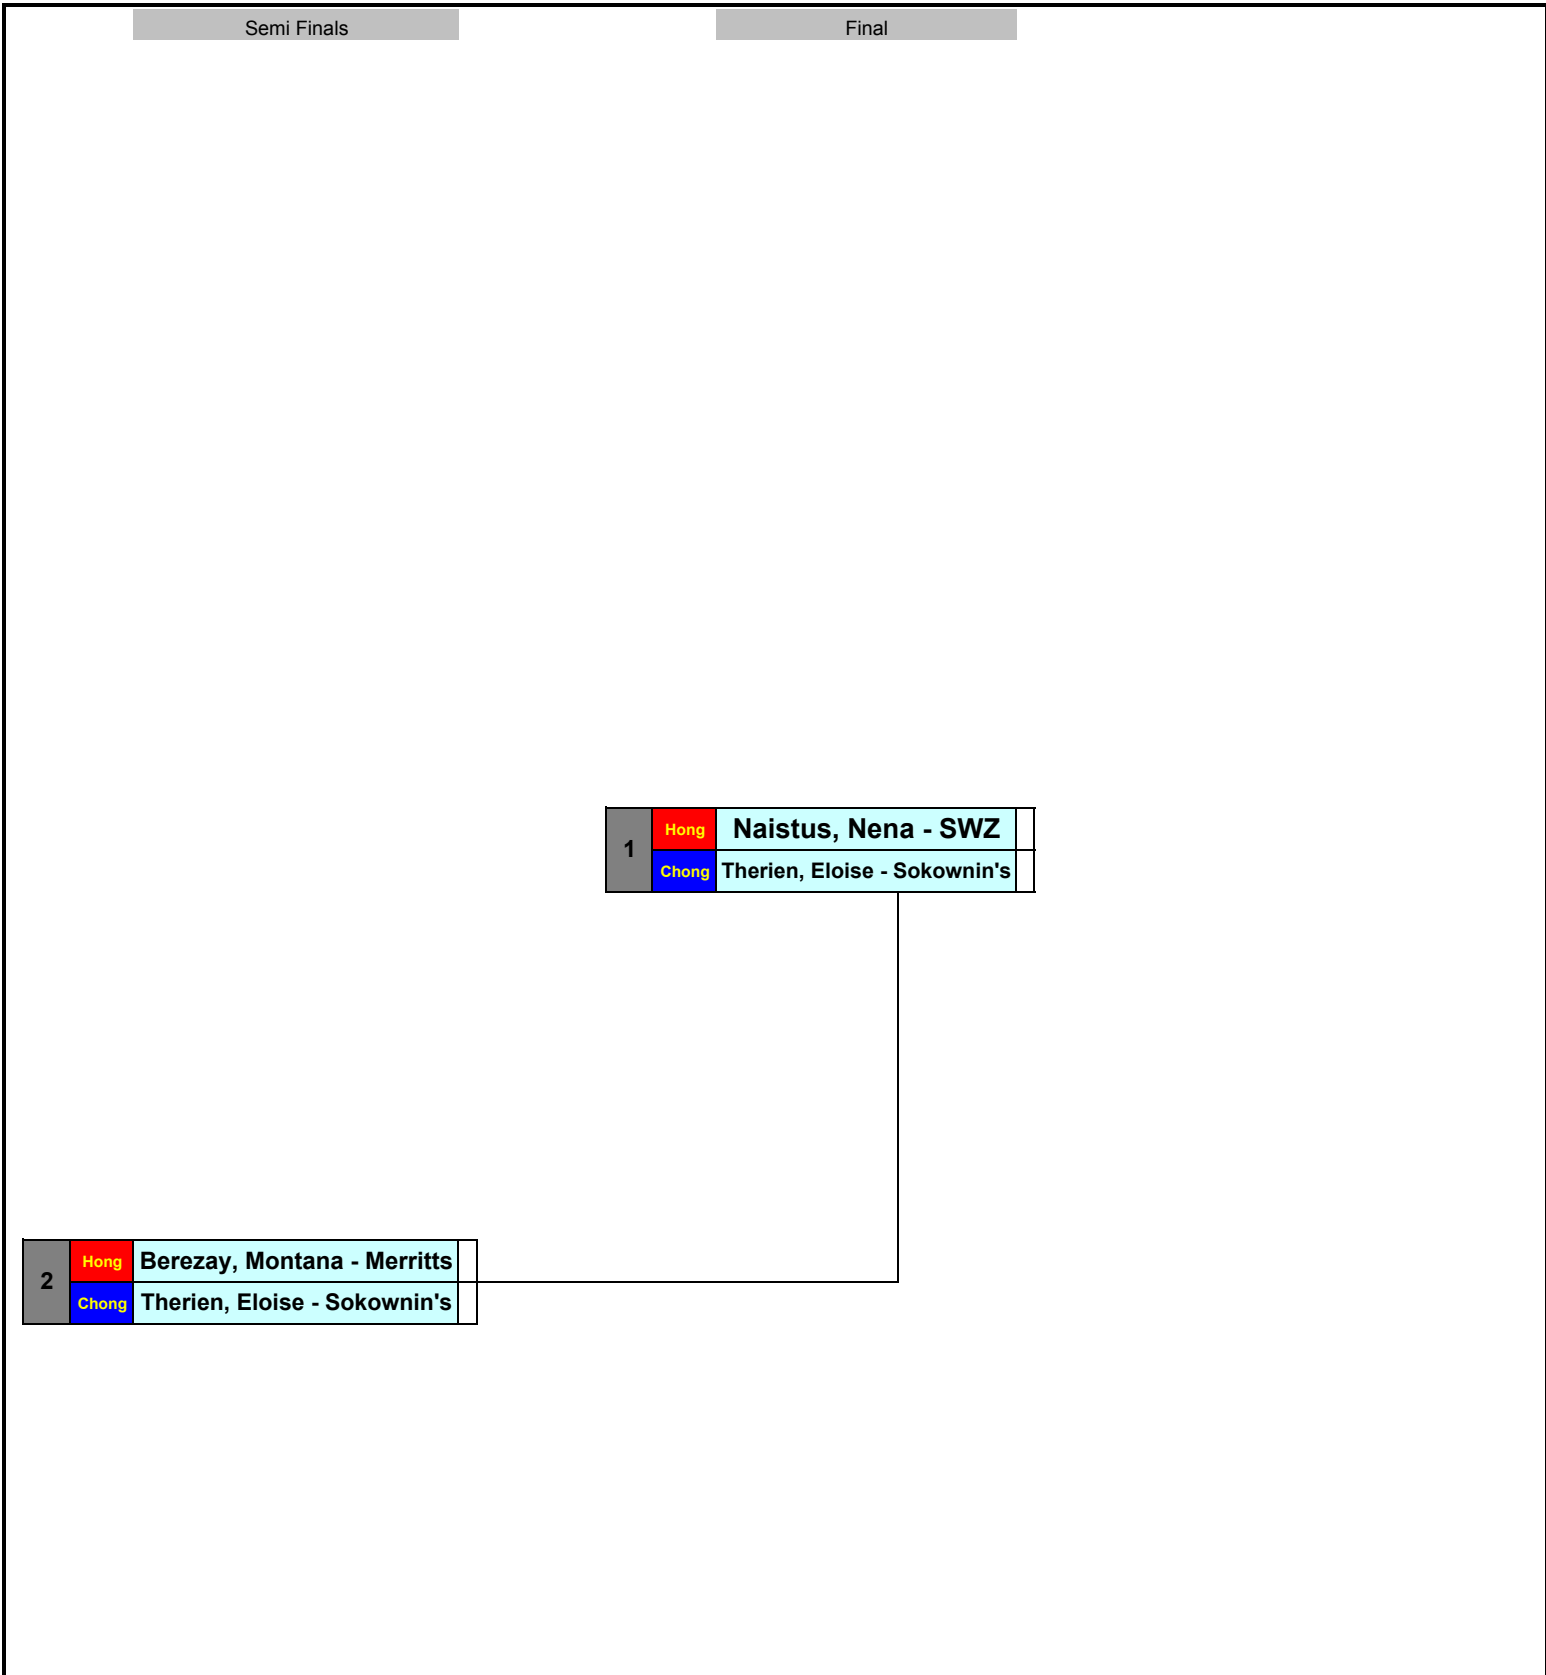 Semi Finals
Final
1
Hong
Naistus, Nena - SWZ
Chong
Therien, Eloise - Sokownin's
2
Hong
Berezay, Montana - Merritts
Chong
Therien, Eloise - Sokownin's